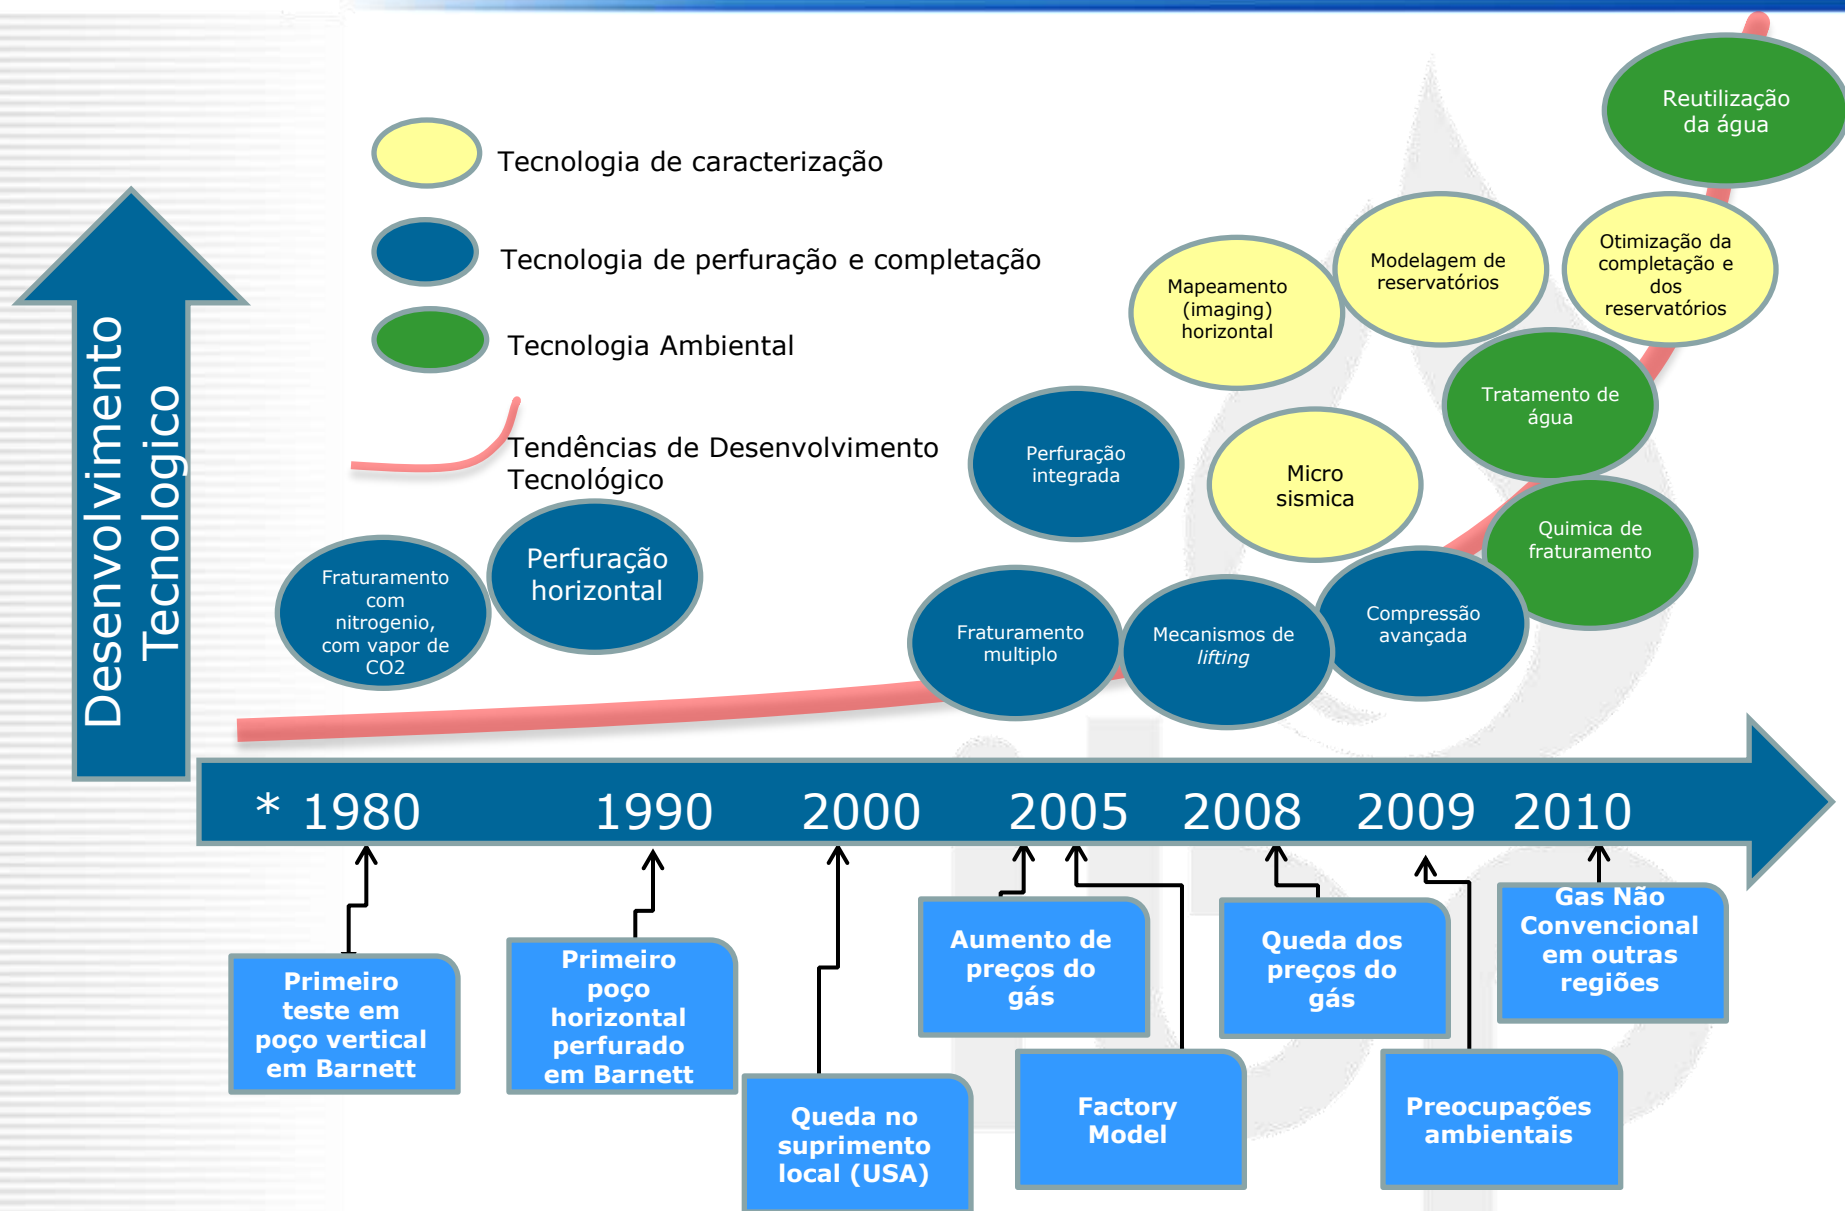 Reutilização
da água
Tecnologia de caracterização
Tecnologia de perfuração e completação
Tecnologia Ambiental
Tendências de Desenvolvimento
Tecnológico
Desenvolvimento
Tecnologico
Otimização da
completação e
dos
reservatórios
Modelagem de
reservatórios
Mapeamento
(imaging)
horizontal
Tratamento de
água
Perfuração
integrada
Micro
sismica
Quimica de
fraturamento
Perfuração
horizontal
Fraturamento
com
nitrogenio,
com vapor de
CO2
Fraturamento
multiplo
Mecanismos de
lifting
Compressão
avançada
* 1980
1990
2000
2005
2008
2009
2010
Primeiro
teste em
poço vertical
em Barnett
Primeiro
poço
horizontal
perfurado
em Barnett
Queda no
suprimento
local (USA)
Aumento de
preços do
gás
Factory
Model
Queda dos
preços do
gás
Preocupações
ambientais
Gas Não
Convencional
em outras
regiões